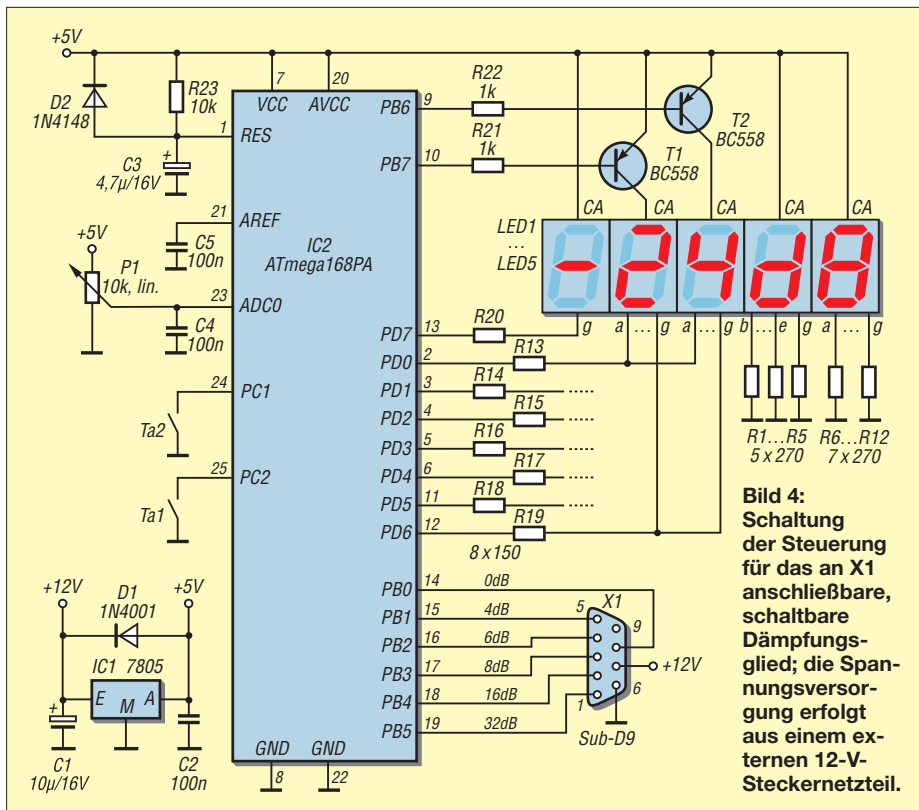 +5V
D2
1N4148
R23
10k
7
VCC
20
AVCC
1
RES
+
C3
4,7µ/16V
21
AREF
C5
100n
+5V
P1
10k, lin.
23
ADC0
C4
100n
24
PC1
Ta2
25
PC2
Ta1
+12V
D1
1N4001
+5V
IC1 7805
E
M
A
+
C1
10µ/16V
C2
100n
IC2
ATmega168PA
GND
8
GND
22
PB6
9
R22
1k
T2
BC558
PB7
10
R21
1k
T1
BC558
CA
CA
CA
CA
CA
LED1
...
LED5
-24dB
g
a ... g
a ... g
b ... e
g
a ... g
PD7
13
R20
PD0
2
R13
PD1
3
R14
PD2
4
R15
PD3
5
R16
PD4
6
R17
PD5
11
R18
PD6
12
R19
8 x 150
R1...R5
5 x 270
R6...R12
7 x 270
PB0
14
0dB
PB1
15
4dB
PB2
16
6dB
PB3
17
8dB
PB4
18
16dB
PB5
19
32dB
X1
5
9
+12V
6
1
Sub-D9
Bild 4:
Schaltung
der Steuerung
für das an X1
anschließbare,
schaltbare
Dämpfungs-
glied; die Span-
nungsversor-
gung erfolgt
aus einem ex-
ternen 12-V-
Steckernetzteil.